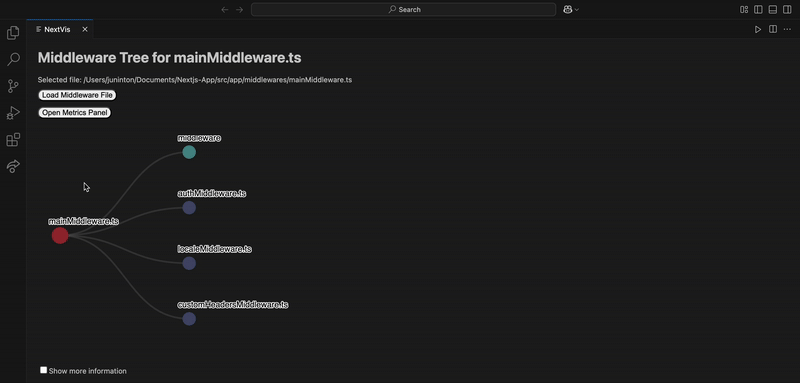 Search
NextVis
Middleware Tree for mainMiddleware.ts
Selected file: /Users/juninton/Documents/Nextjs-App/src/app/middlewares/mainMiddleware.ts
Load Middleware File
Open Metrics Panel
middleware
authMiddleware.ts
mainMiddleware.ts
localeMiddleware.ts
customHeadersMiddleware.ts
Show more information